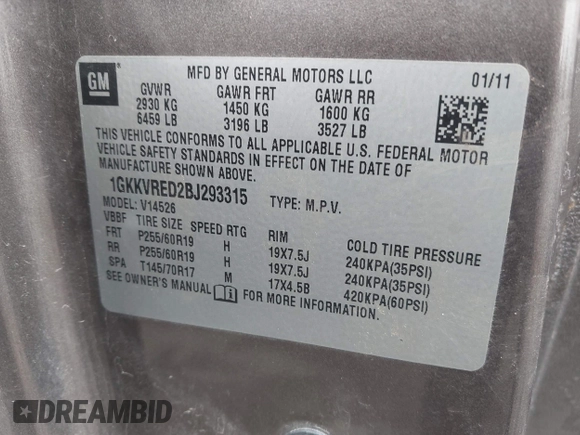 GM
MFD BY GENERAL MOTORS LLC 01/11
GVWR GAWR FRT GAWR RR
2930 KG 1450 KG 1600 KG
6459 LB 3196 LB 3527 LB
THIS VEHICLE CONFORMS TO ALL APPLICABLE U.S. FEDERAL MOTOR
VEHICLE SAFETY STANDARDS IN EFFECT ON THE DATE OF
MANUFACTURE SHOWN ABOVE.
1GKKVRED2BJ293315 TYPE: M.P.V.
MODEL: V14526
VBBF TIRE SIZE SPEED RTG RIM COLD TIRE PRESSURE
FRT P255/60R19 H 19X7.5J 240KPA(35PSI)
RR P255/60R19 H 19X7.5J 240KPA(35PSI)
SPA T145/70R17 M 17X4.5B 420KPA(60PSI)
SEE OWNER'S MANUAL FOR MORE INFORMATION.
DREAMBID